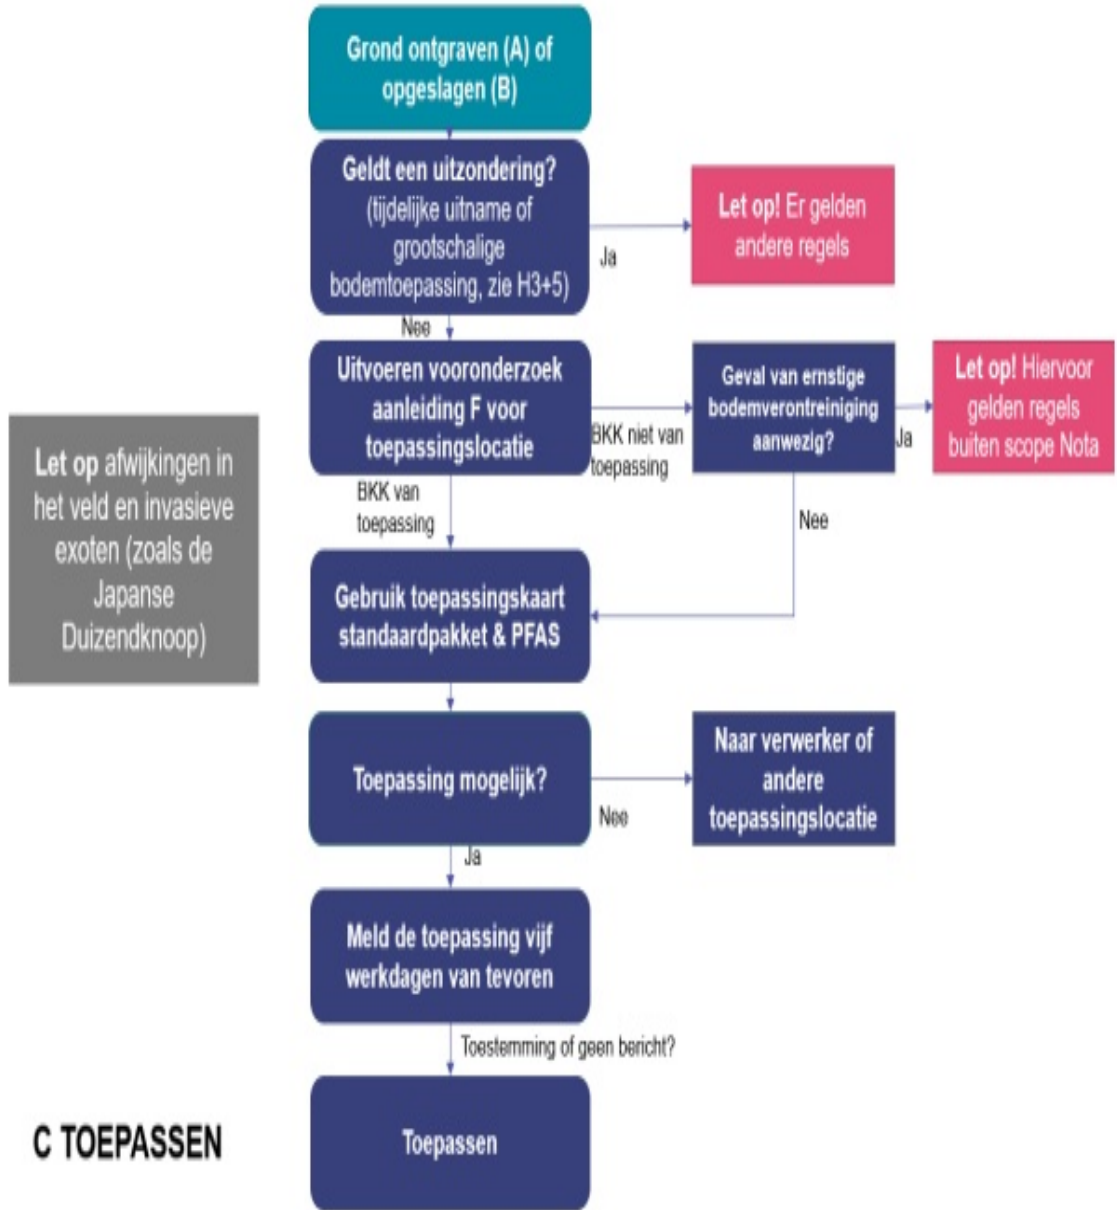 Grond ontgraven (A) of
opgeslagen (B)
Geldt een uitzondering?
(tijdelijke uitname of
grootschalige
bodemtoepassing, zie H3+5)
Ja
Let op! Er gelden
andere regels
Nee
Uitvoeren vooronderzoek
aanleiding F voor
toepassingslocatie
BKK niet van
toepassing
Geval van ernstige
bodemverontreiniging
aanwezig?
Ja
Let op! Hiervoor
gelden regels
buiten scope Nota
Let op afwijkingen in
het veld en invasieve
exoten (zoals de
Japanse
Duizendknoop)
BKK van
toepassing
Nee
Gebruik toepassingskaart
standaardpakket & PFAS
Toepassing mogelijk?
Nee
Naar verwerker of
andere
toepassingslocatie
Ja
Meld de toepassing vijf
werkdagen van tevoren
Toestemming of geen bericht?
Toepassen
C TOEPASSEN